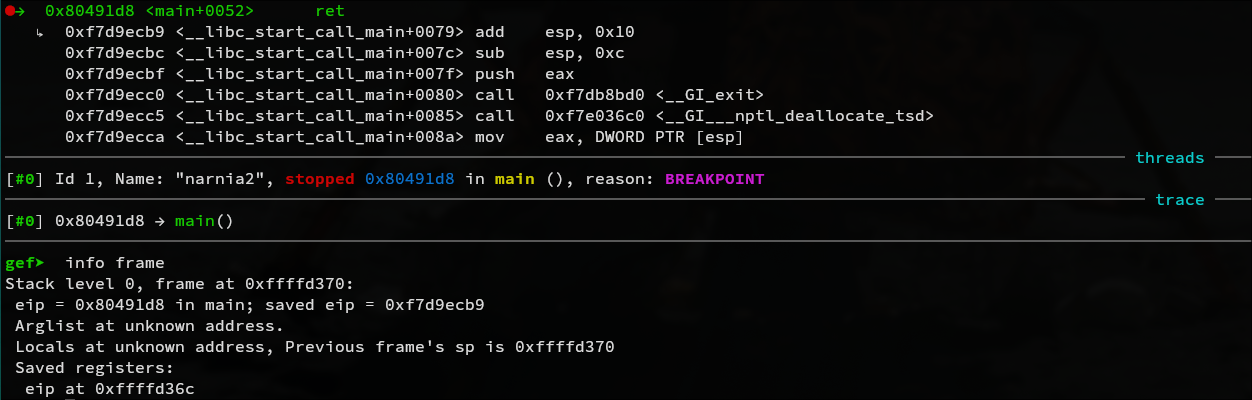 ●→  0x80491d8 <main+0052>      ret
   ↳  0xf7d9ecb9 <__libc_start_call_main+0079> add    esp, 0x10
      0xf7d9ecbc <__libc_start_call_main+007c> sub    esp, 0xc
      0xf7d9ecbf <__libc_start_call_main+007f> push   eax
      0xf7d9ecc0 <__libc_start_call_main+0080> call   0xf7db8bd0 <__GI_exit>
      0xf7d9ecc5 <__libc_start_call_main+0085> call   0xf7e036c0 <__GI___nptl_deallocate_tsd>
      0xf7d9ecca <__libc_start_call_main+008a> mov    eax, DWORD PTR [esp]
threads
[#0] Id 1, Name: "narnia2", stopped 0x80491d8 in main (), reason: BREAKPOINT
trace
[#0] 0x80491d8 → main()
gef➤  info frame
Stack level 0, frame at 0xffffd370:
 eip = 0x80491d8 in main; saved eip = 0xf7d9ecb9
 Arglist at unknown address.
 Locals at unknown address, Previous frame's sp is 0xffffd370
 Saved registers:
  eip at 0xffffd36c